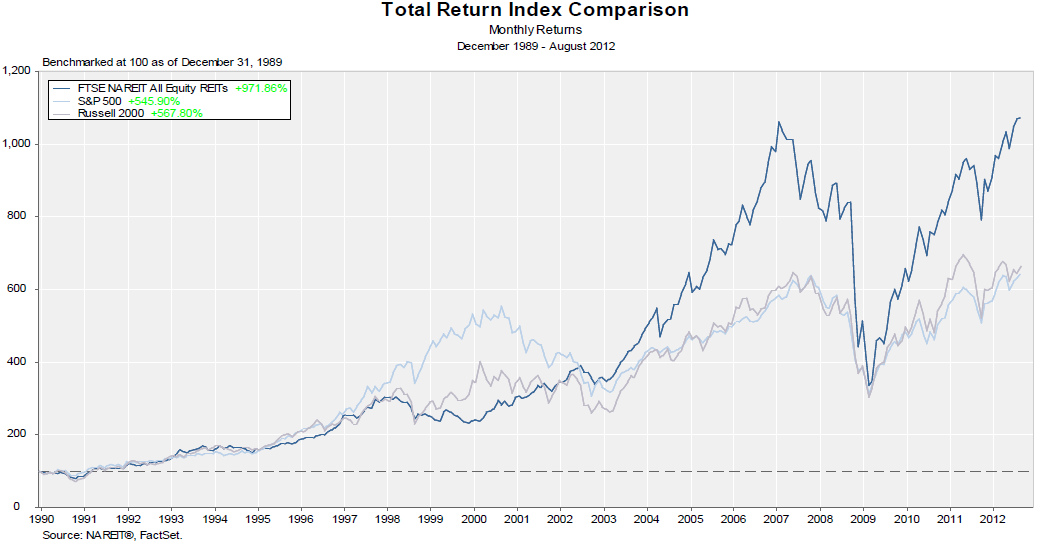 Total Return Index Comparison
Monthly Returns
December 1989 - August 2012
Benchmarked at 100 as of December 31, 1989
1,200
FTSE NAREIT All Equity REITs +971.86%
S&P 500 +545.90%
Russell 2000 +567.80%
1,000
800
600
400
200
0
1990 1991 1992 1993 1994 1995 1996 1997 1998 1999 2000 2001 2002 2003 2004 2005 2006 2007 2008 2009 2010 2011 2012
Source: NAREIT®, FactSet.